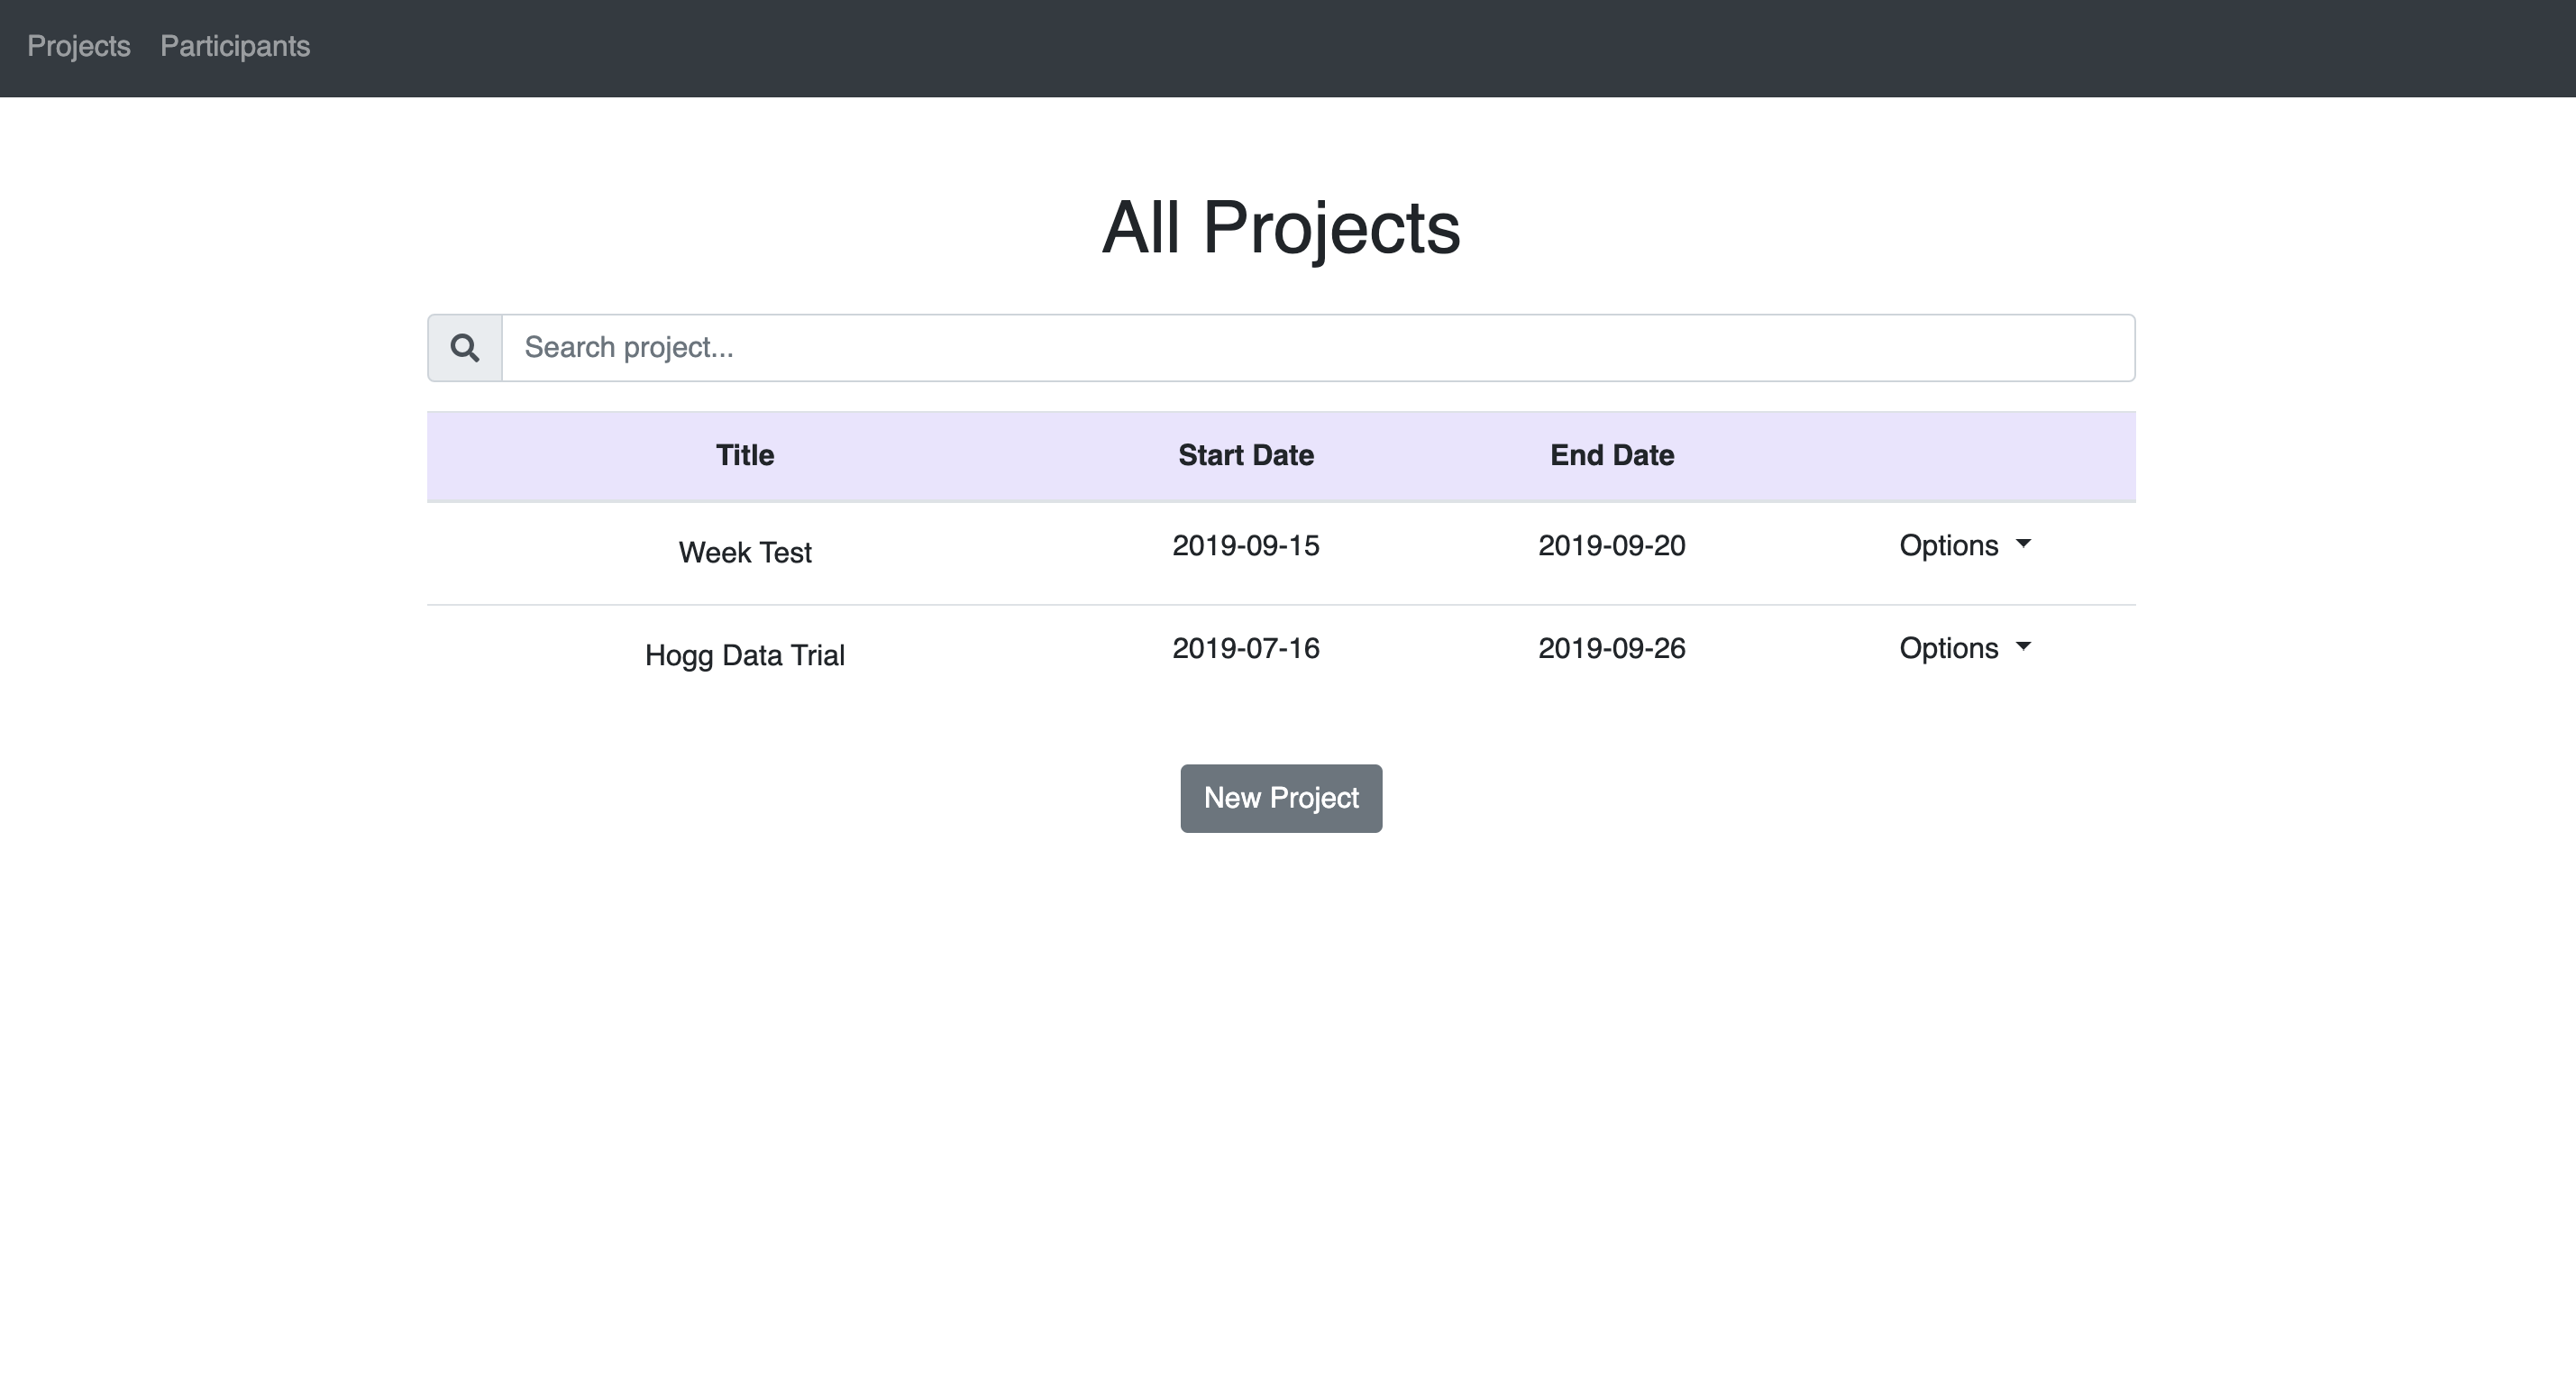 Projects Participants
All Projects
Search project...
Title Start Date End Date
Week Test 2019-09-15 2019-09-20 Options
Hogg Data Trial 2019-07-16 2019-09-26 Options
New Project